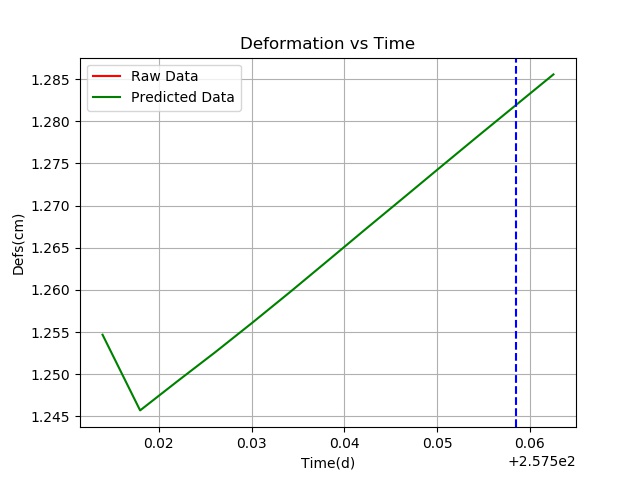 Deformation vs Time
Raw Data
Predicted Data
1.285
1.280
1.275
1.270
1.265
1.260
1.255
1.250
1.245
Defs(cm)
0.02 0.03 0.04 0.05 0.06
Time(d)
+2.575e2